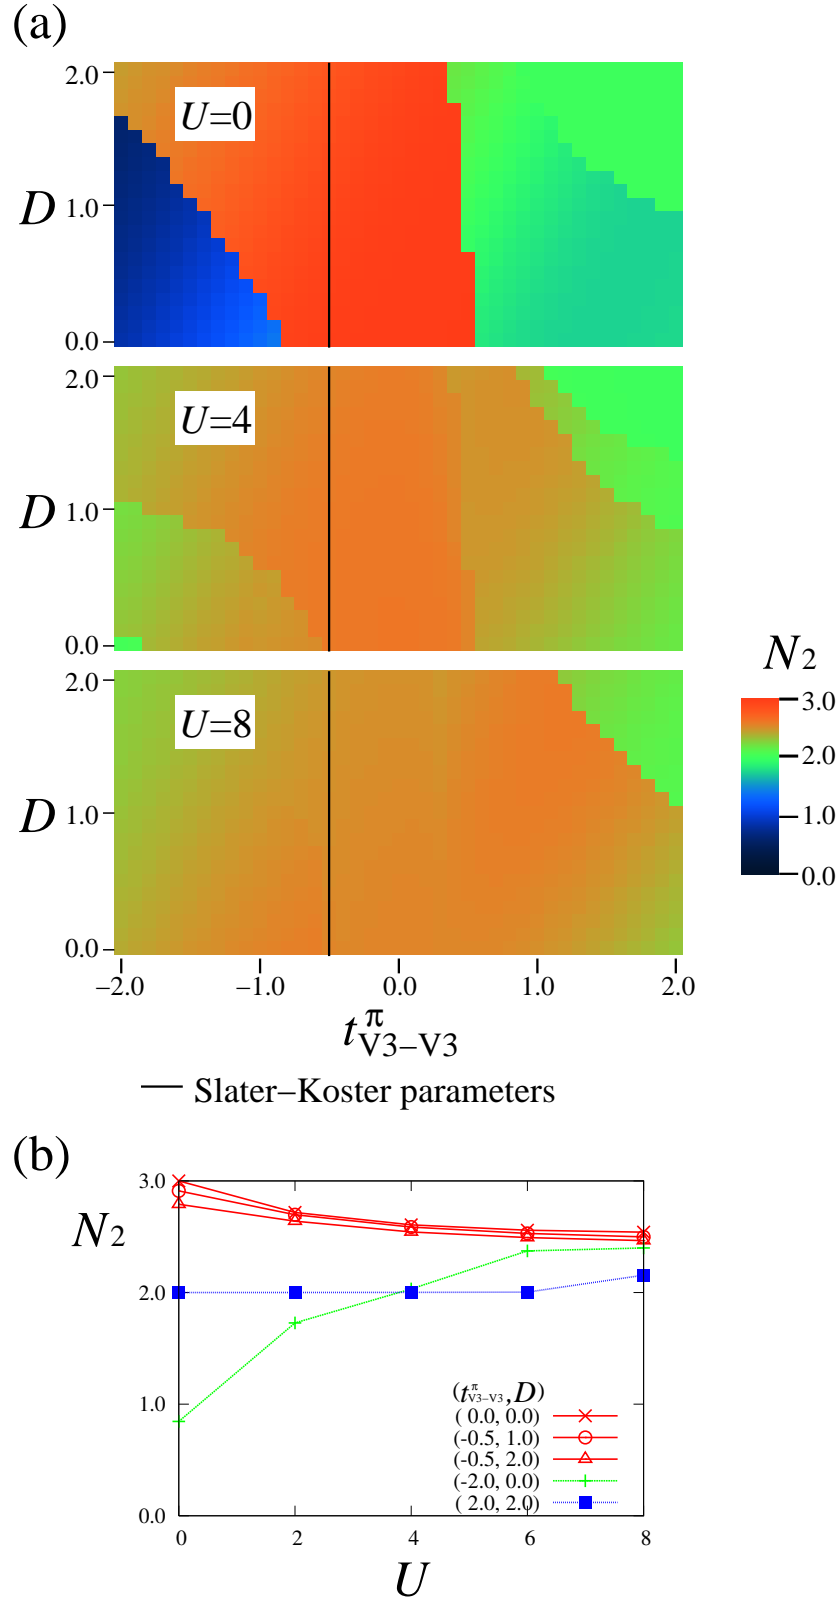 (a)
2.0
U=0
D 1.0
0.0
2.0
U=4
D 1.0
0.0
N2
2.0
U=8
D 1.0
0.0
3.0
2.0
1.0
0.0
−2.0 −1.0 0.0 1.0 2.0
t π V3−V3
Slater−Koster parameters
(b)
3.0
N2
2.0
1.0
0.0
(t π V3−V3, D)
( 0.0, 0.0)
(-0.5, 1.0)
(-0.5, 2.0)
(-2.0, 0.0)
( 2.0, 2.0)
0 2 4 6 8
U